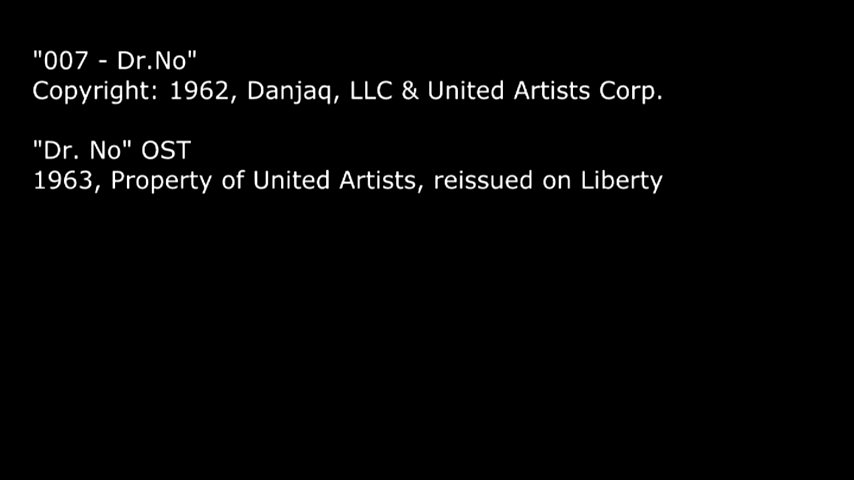 "007 - Dr.No"
Copyright: 1962, Danjaq, LLC & United Artists Corp.
"Dr. No" OST
1963, Property of United Artists, reissued on Liberty